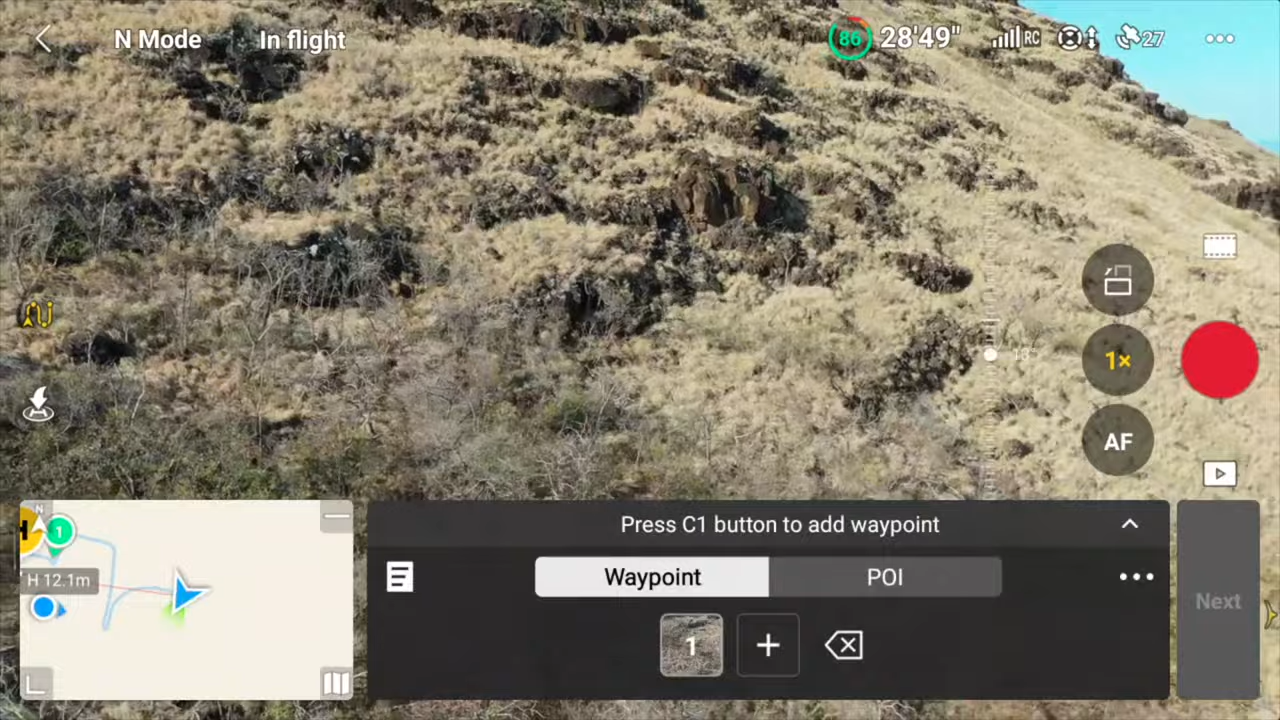 N Mode
In flight
86
28'49"
RC
27
1×
AF
N
H
1
H 12.1m
Press C1 button to add waypoint
Waypoint
POI
1
Next